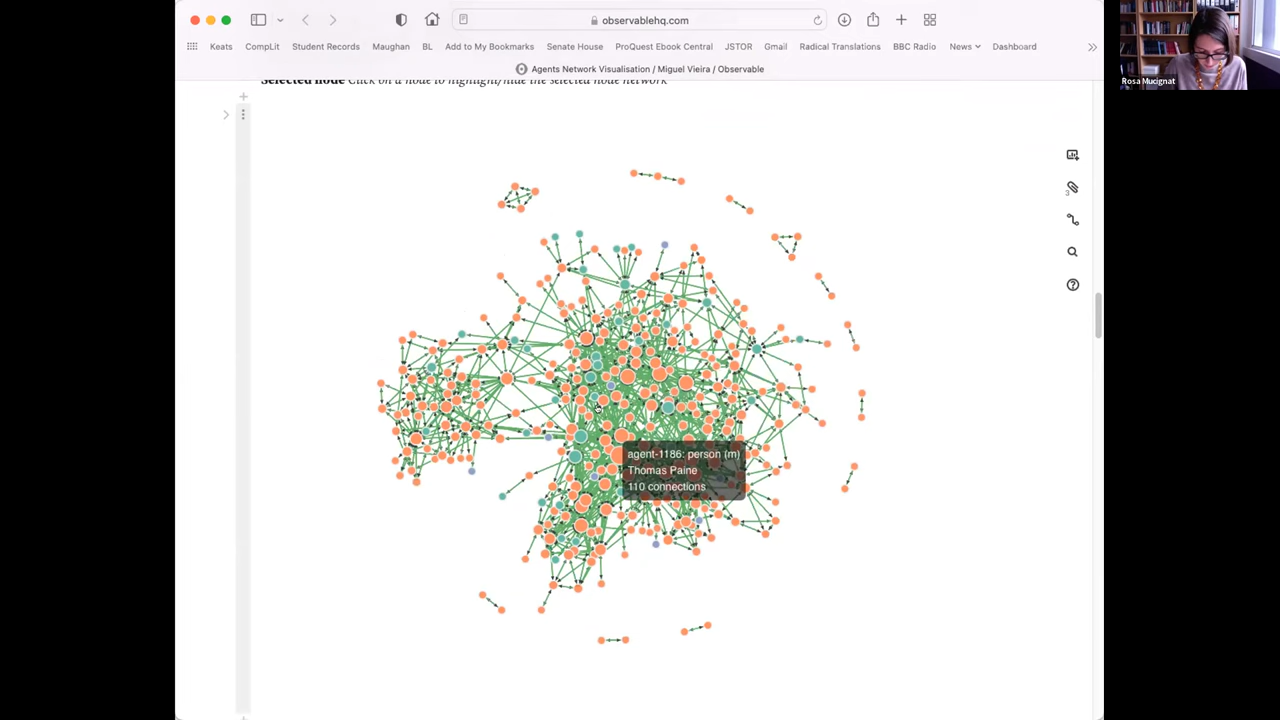 observablehq.com
Keats CompLit Student Records Maughan BL Add to My Bookmarks Senate House ProQuest Ebook Central JSTOR Gmail Radical Translations BBC Radio News Dashboard
Agents Network Visualisation / Miguel Vieira / Observable
Selected node Click on a node to highlight/hide the selected node network
Rosa Mucignat
3
agent-1186: person (m)
Thomas Paine
110 connections